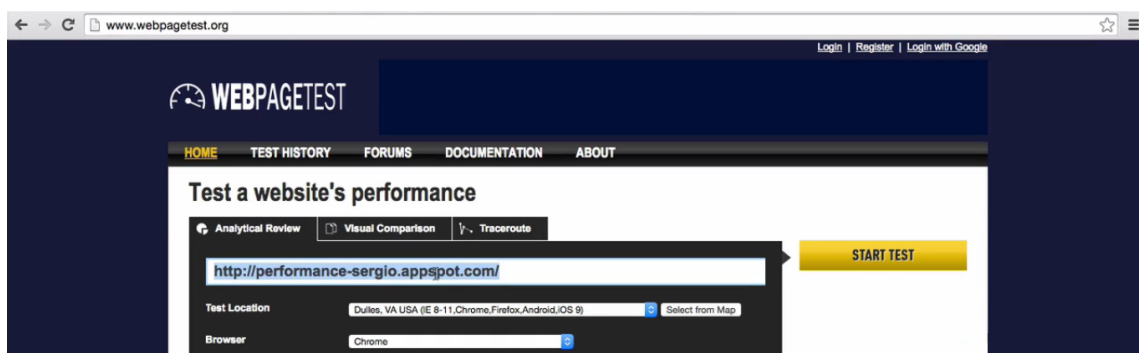 www.webpagetest.org
Login | Register | Login with Google
WEBPAGETEST
HOME TEST HISTORY FORUMS DOCUMENTATION ABOUT
Test a website's performance
Analytical Review Visual Comparison Traceroute
START TEST
http://performance-sergio.appspot.com/
Test Location Dulles, VA USA (IE 8-11,Chrome,Firefox,Android,iOS 9) Select from Map
Browser Chrome